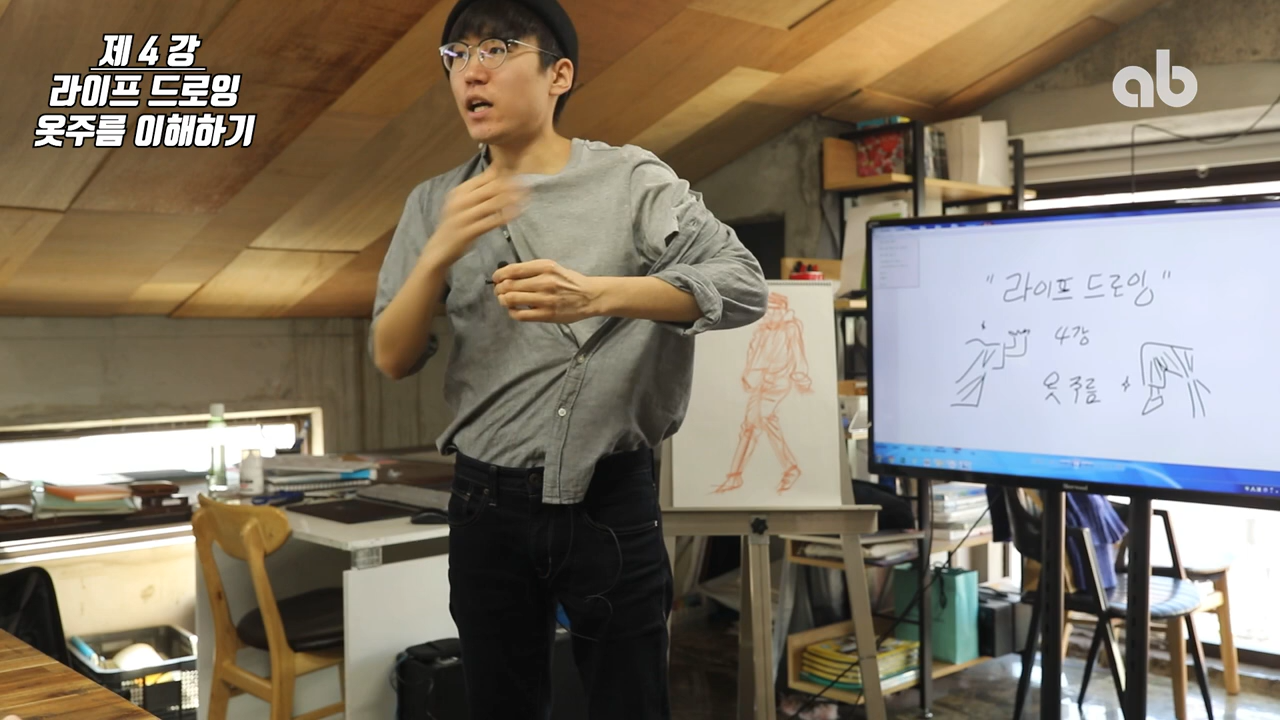 제 4 강
라이프 드로잉
옷주름 이해하기
ab
" 라이프 드로잉 "
4강
옷 주름